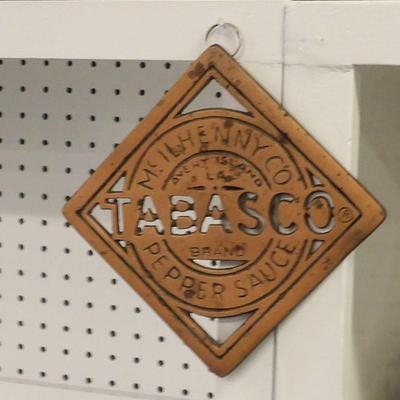 McILHENNY CO.
AVERY ISLAND
LA.
TABASCO®
BRAND
PEPPER SAUCE